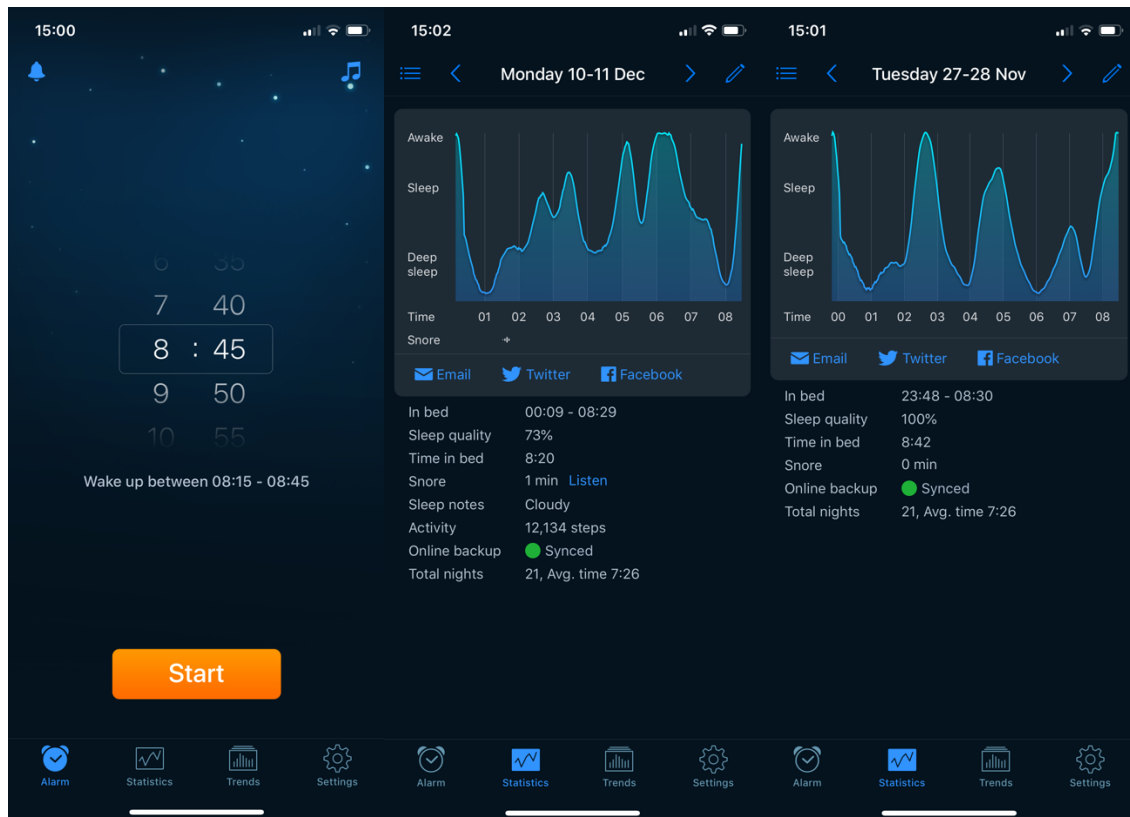 15:00
6 35
7 40
8 : 45
9 50
10 55
Wake up between 08:15 - 08:45
Start
Alarm Statistics Trends Settings
15:02
Monday 10-11 Dec
Awake
Sleep
Deep
sleep
Time 01 02 03 04 05 06 07 08
Snore
Email Twitter Facebook
In bed 00:09 - 08:29
Sleep quality 73%
Time in bed 8:20
Snore 1 min Listen
Sleep notes Cloudy
Activity 12,134 steps
Online backup Synced
Total nights 21, Avg. time 7:26
Alarm Statistics Trends Settings
15:01
Tuesday 27-28 Nov
Awake
Sleep
Deep
sleep
Time 00 01 02 03 04 05 06 07 08
Email Twitter Facebook
In bed 23:48 - 08:30
Sleep quality 100%
Time in bed 8:42
Snore 0 min
Online backup Synced
Total nights 21, Avg. time 7:26
Alarm Statistics Trends Settings